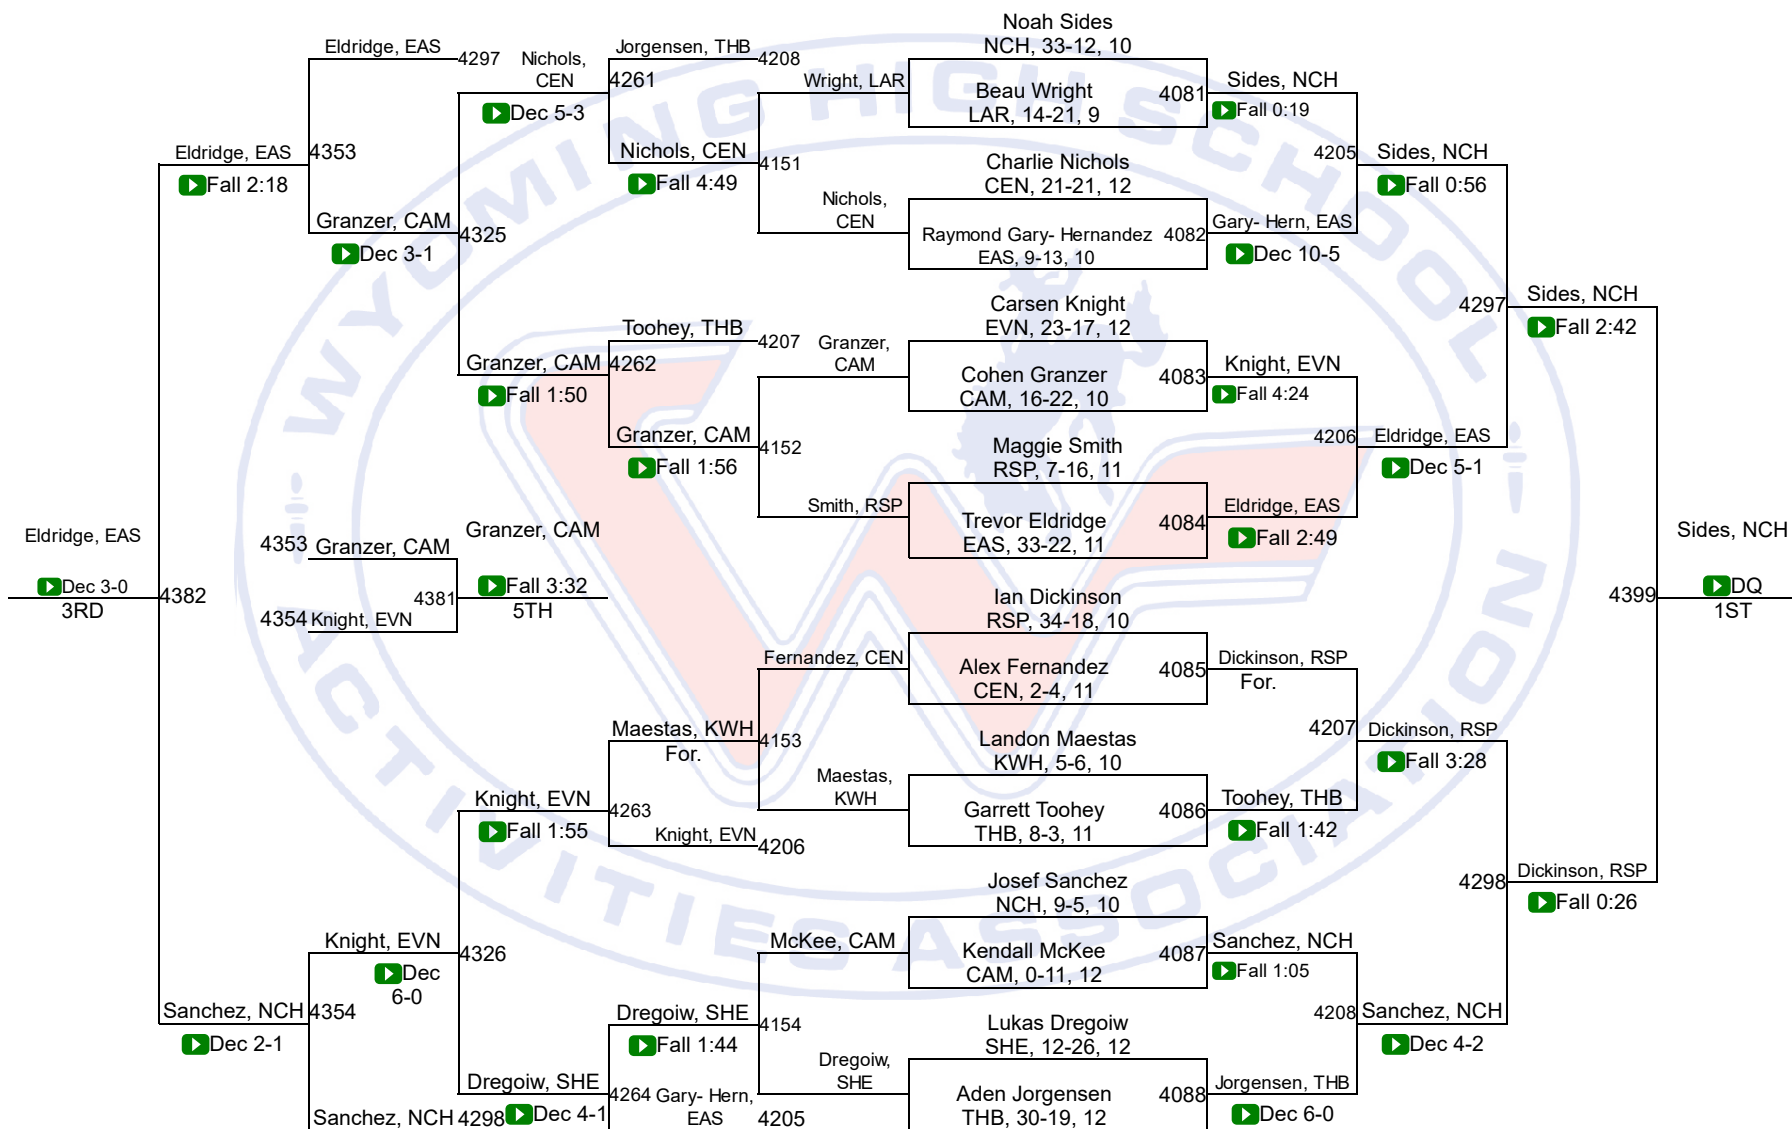 WYOMING HIGH SCHOOL
ACTIVITIES ASSOCIATION
Noah Sides
NCH, 33-12, 10
Beau Wright
LAR, 14-21, 9
4081
Sides, NCH
Fall 0:19
Charlie Nichols
CEN, 21-21, 12
Raymond Gary- Hernandez
EAS, 9-13, 10
4082
Gary- Hern, EAS
Dec 10-5
Carsen Knight
EVN, 23-17, 12
Cohen Granzer
CAM, 16-22, 10
4083
Knight, EVN
Fall 4:24
Maggie Smith
RSP, 7-16, 11
Trevor Eldridge
EAS, 33-22, 11
4084
Eldridge, EAS
Fall 2:49
Ian Dickinson
RSP, 34-18, 10
Alex Fernandez
CEN, 2-4, 11
4085
Dickinson, RSP
For.
Landon Maestas
KWH, 5-6, 10
Garrett Toohey
THB, 8-3, 11
4086
Toohey, THB
Fall 1:42
Josef Sanchez
NCH, 9-5, 10
Kendall McKee
CAM, 0-11, 12
4087
Sanchez, NCH
Fall 1:05
Lukas Dregoiw
SHE, 12-26, 12
Aden Jorgensen
THB, 30-19, 12
4088
Jorgensen, THB
Dec 6-0
4205
Sides, NCH
Fall 0:56
4206
Eldridge, EAS
Dec 5-1
4207
Dickinson, RSP
Fall 3:28
4208
Sanchez, NCH
Dec 4-2
4297
Sides, NCH
Fall 2:42
4298
Dickinson, RSP
Fall 0:26
4399
Sides, NCH
DQ
1ST
Wright, LAR
Nichols,
CEN
4151
Nichols, CEN
Fall 4:49
Granzer,
CAM
Smith, RSP
4152
Granzer, CAM
Fall 1:56
Fernandez, CEN
Maestas,
KWH
4153
Maestas, KWH
For.
McKee, CAM
Dregoiw,
SHE
4154
Dregoiw, SHE
Fall 1:44
Jorgensen, THB
4208
4261
Nichols,
CEN
Dec 5-3
Toohey, THB
4207
4262
Granzer, CAM
Fall 1:50
Knight, EVN
4206
4263
Knight, EVN
Fall 1:55
Gary- Hern,
EAS
4205
4264
Dregoiw, SHE
Dec 4-1
4325
Granzer, CAM
Dec 3-1
4326
Knight, EVN
Dec
6-0
Eldridge, EAS
4297
4353
Eldridge, EAS
Fall 2:18
Sanchez, NCH
4298
4354
Sanchez, NCH
Dec 2-1
4382
Eldridge, EAS
Dec 3-0
3RD
4353
Granzer, CAM
4354
Knight, EVN
4381
Granzer, CAM
Fall 3:32
5TH